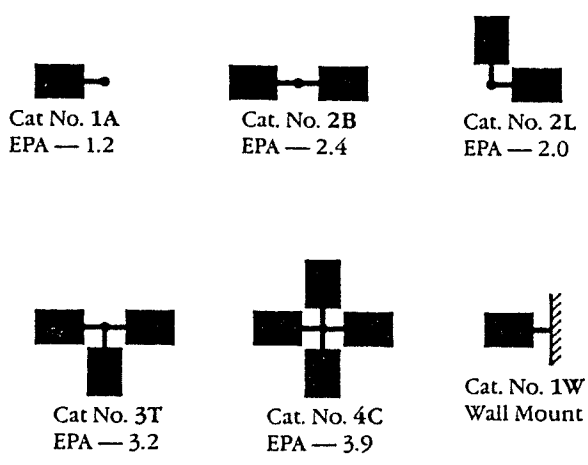 Cat No. 1A
EPA — 1.2
Cat. No. 2B
EPA — 2.4
Cat. No. 2L
EPA — 2.0
Cat No. 3T
EPA — 3.2
Cat. No. 4C
EPA — 3.9
Cat. No. 1W
Wall Mount